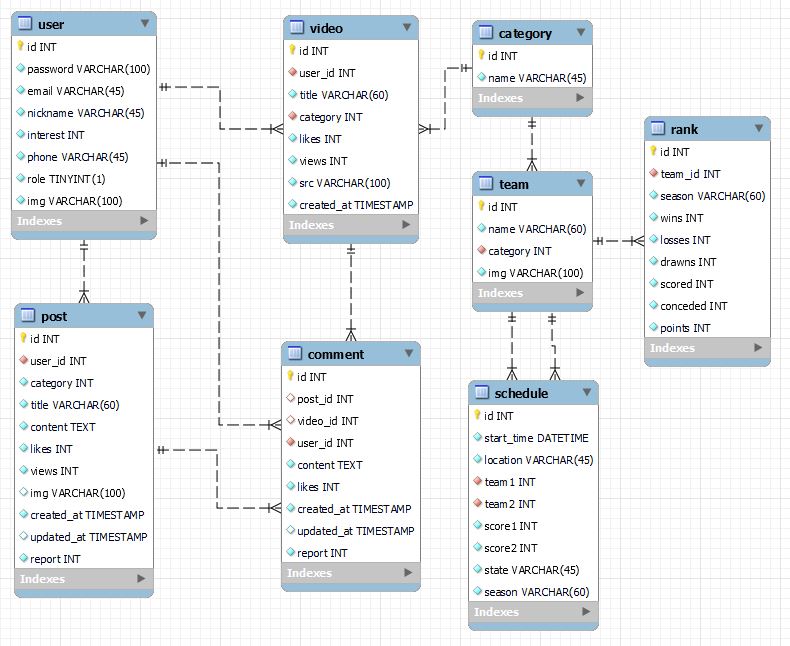 user
id INT
password VARCHAR(100)
email VARCHAR(45)
nickname VARCHAR(45)
interest INT
phone VARCHAR(45)
role TINYINT(1)
img VARCHAR(100)
Indexes
video
id INT
user_id INT
title VARCHAR(60)
category INT
likes INT
views INT
src VARCHAR(100)
created_at TIMESTAMP
Indexes
category
id INT
name VARCHAR(45)
Indexes
team
id INT
name VARCHAR(60)
category INT
img VARCHAR(100)
Indexes
rank
id INT
team_id INT
season VARCHAR(60)
wins INT
losses INT
drawns INT
scored INT
conceded INT
points INT
Indexes
post
id INT
user_id INT
category INT
title VARCHAR(60)
content TEXT
likes INT
views INT
img VARCHAR(100)
created_at TIMESTAMP
updated_at TIMESTAMP
report INT
Indexes
comment
id INT
post_id INT
video_id INT
user_id INT
content TEXT
likes INT
created_at TIMESTAMP
updated_at TIMESTAMP
report INT
Indexes
schedule
id INT
start_time DATETIME
location VARCHAR(45)
team1 INT
team2 INT
score1 INT
score2 INT
state VARCHAR(45)
season VARCHAR(60)
Indexes